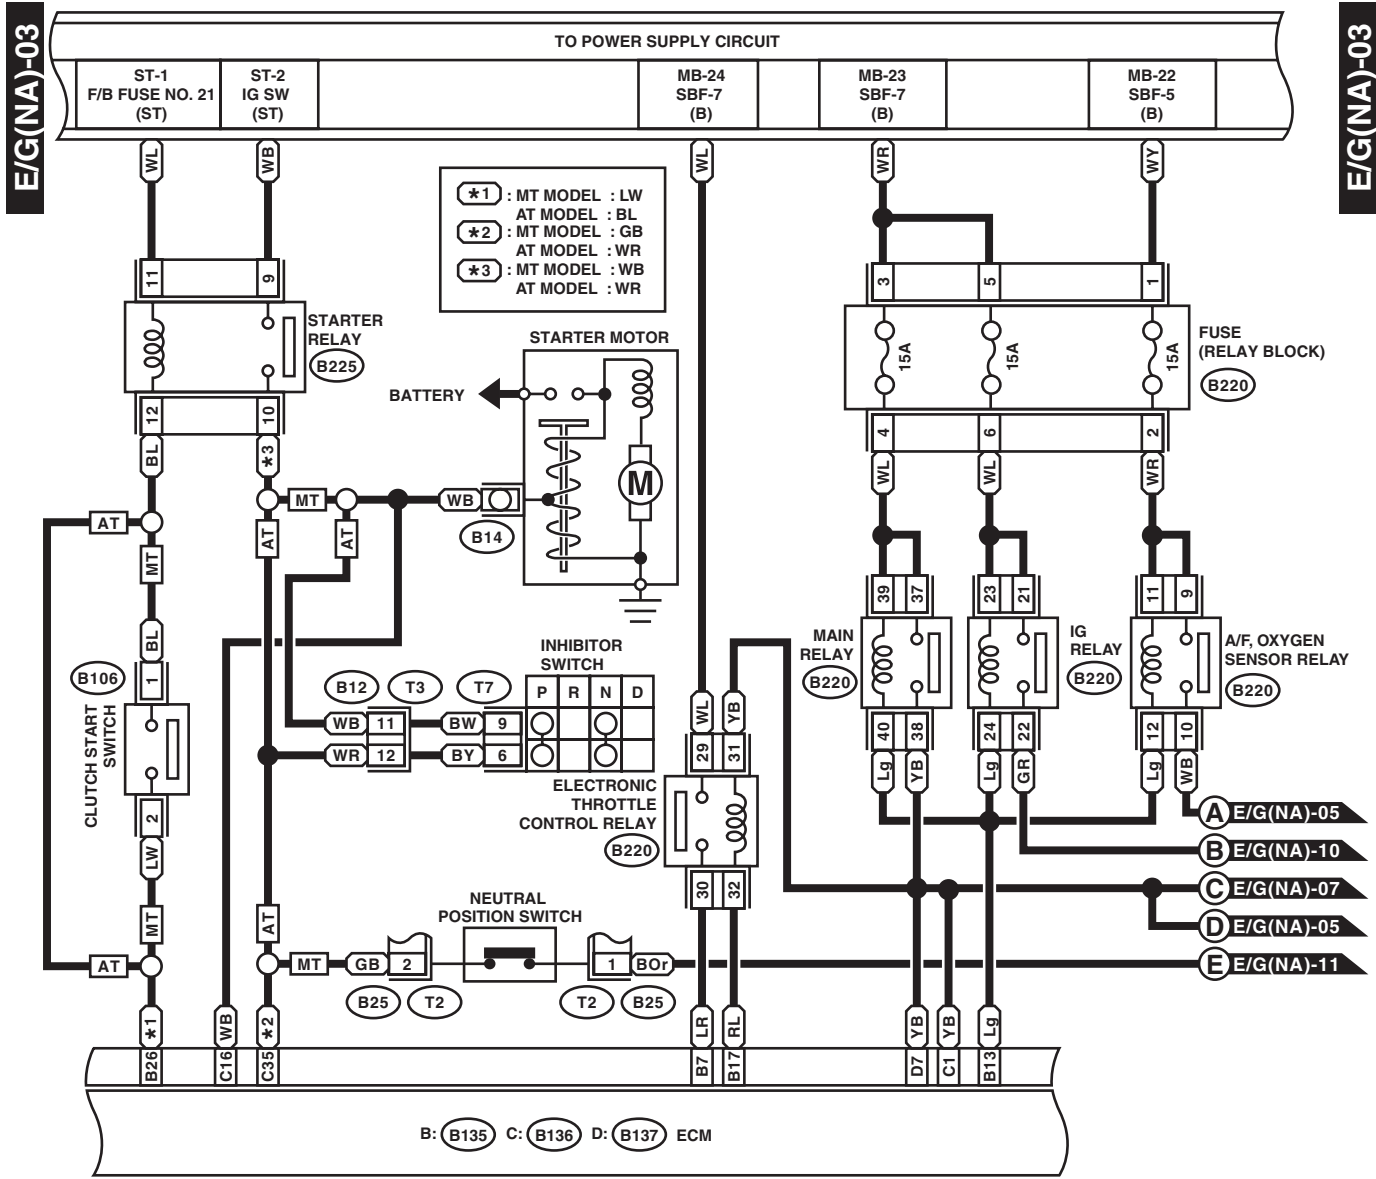 E/G(NA)-03
E/G(NA)-03
TO POWER SUPPLY CIRCUIT
ST-1
F/B FUSE NO. 21
(ST)
ST-2
IG SW
(ST)
MB-24
SBF-7
(B)
MB-23
SBF-7
(B)
MB-22
SBF-5
(B)
WL
WB
WL
WR
WY
*1 : MT MODEL : LW
AT MODEL : BL
*2 : MT MODEL : GB
AT MODEL : WR
*3 : MT MODEL : WB
AT MODEL : WR
11
9
3
5
1
STARTER
RELAY
B225
STARTER MOTOR
BATTERY
M
15A
15A
15A
FUSE
(RELAY BLOCK)
B220
12
10
4
6
2
BL
*3
WL
WL
WR
MT
WB
B14
AT
AT
AT
MT
39
37
23
21
11
9
BL
B106
1
CLUTCH START
SWITCH
2
LW
MT
AT
INHIBITOR
SWITCH
P R N D
B12
T3
T7
WB 11 BW 9
WR 12 BY 6
MAIN
RELAY
B220
IG
RELAY
B220
A/F, OXYGEN
SENSOR RELAY
B220
WL
YB
29
31
40
38
24
22
12
10
Lg
YB
Lg
GR
Lg
WB
ELECTRONIC
THROTTLE
CONTROL RELAY
B220
30
32
A E/G(NA)-05
B E/G(NA)-10
C E/G(NA)-07
D E/G(NA)-05
E E/G(NA)-11
NEUTRAL
POSITION SWITCH
AT
MT
GB
2
1
BOr
B25
T2
T2
B25
*1
WB
*2
LR
RL
YB
YB
Lg
B26
C16
C35
B7
B17
D7
C1
B13
B: B135 C: B136 D: B137 ECM